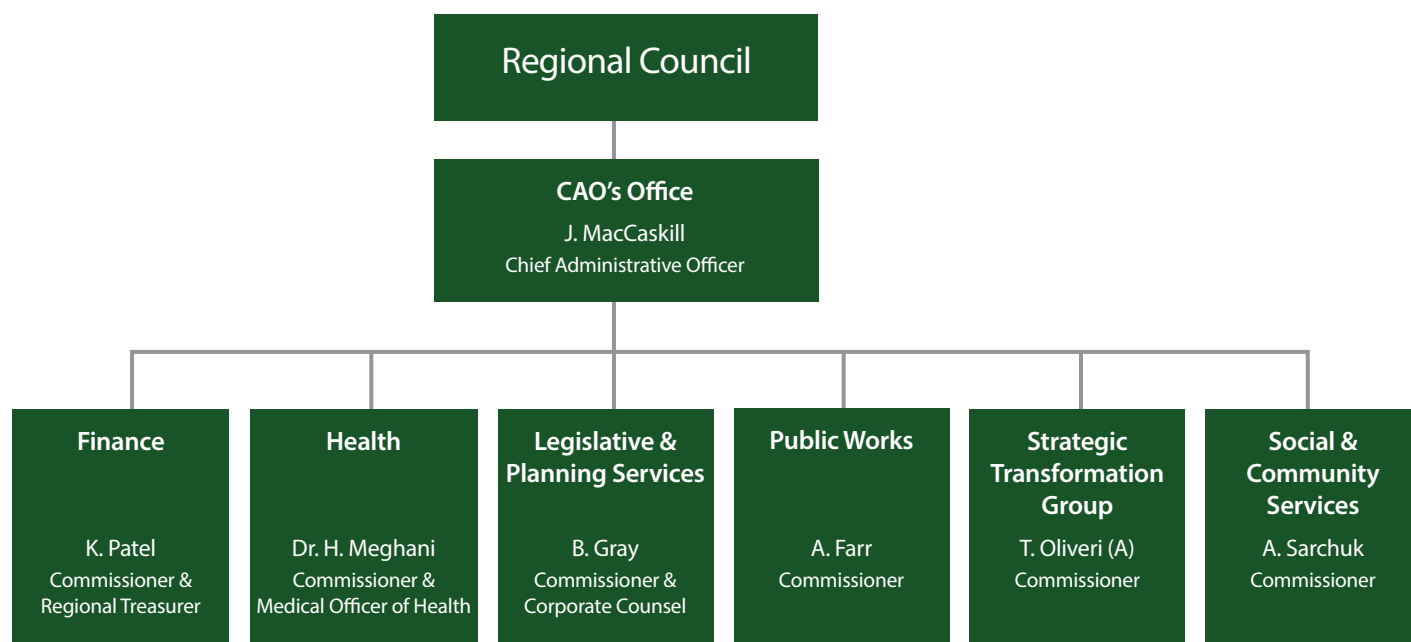 Regional Council
CAO's Office
J. MacCaskill
Chief Administrative Officer
Finance
K. Patel
Commissioner &
Regional Treasurer
Health
Dr. H. Meghani
Commissioner &
Medical Officer of Health
Legislative &
Planning Services
B. Gray
Commissioner &
Corporate Counsel
Public Works
A. Farr
Commissioner
Strategic
Transformation
Group
T. Oliveri (A)
Commissioner
Social &
Community
Services
A. Sarchuk
Commissioner